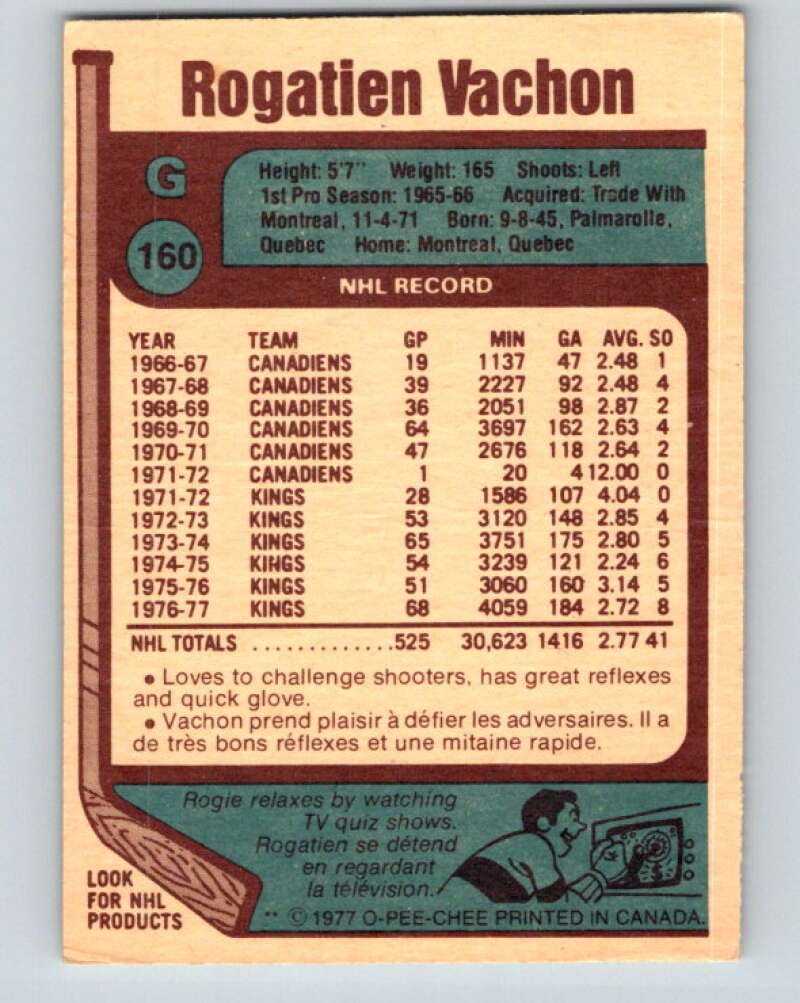 Rogatien Vachon
G
160
Height: 5'7" Weight: 165 Shoots: Left
1st Pro Season: 1965-66 Acquired: Trade With
Montreal, 11-4-71 Born: 9-8-45, Palmarolle,
Quebec Home: Montreal, Quebec
NHL RECORD
YEAR TEAM GP MIN GA AVG. SO
1966-67 CANADIENS 19 1137 47 2.48 1
1967-68 CANADIENS 39 2227 92 2.48 4
1968-69 CANADIENS 36 2051 98 2.87 2
1969-70 CANADIENS 64 3697 162 2.63 4
1970-71 CANADIENS 47 2676 118 2.64 2
1971-72 CANADIENS 1 20 4 12.00 0
1971-72 KINGS 28 1586 107 4.04 0
1972-73 KINGS 53 3120 148 2.85 4
1973-74 KINGS 65 3751 175 2.80 5
1974-75 KINGS 54 3239 121 2.24 6
1975-76 KINGS 51 3060 160 3.14 5
1976-77 KINGS 68 4059 184 2.72 8
NHL TOTALS .............525 30,623 1416 2.77 41
• Loves to challenge shooters, has great reflexes
and quick glove.
• Vachon prend plaisir à défier les adversaires. Il a
de très bons réflexes et une mitaine rapide.
Rogie relaxes by watching
TV quiz shows.
Rogatien se détend
en regardant
la télévision.
LOOK
FOR NHL
PRODUCTS
** © 1977 O-PEE-CHEE PRINTED IN CANADA.